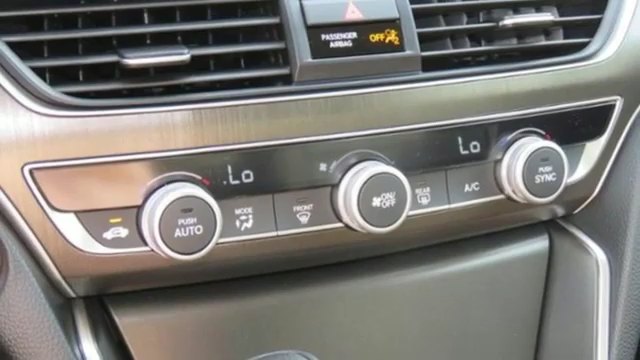 PASSENGER
AIRBAG
OFF
Lo
Lo
PUSH
AUTO
MODE
FRONT
ON/
OFF
REAR
A/C
PUSH
SYNC